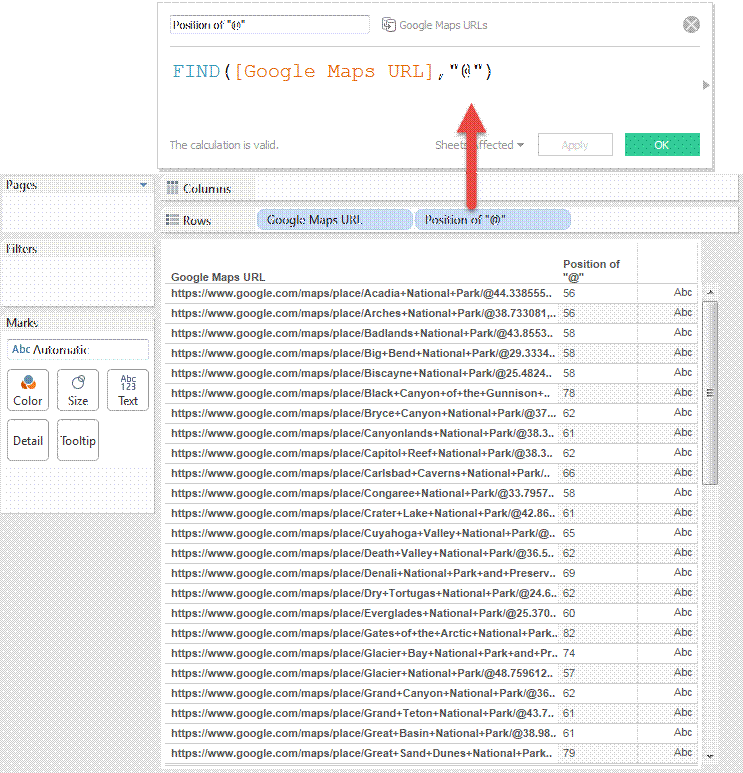 Position of "@"
Google Maps URLs
FIND([Google Maps URL],"@")
The calculation is valid.
Sheets Affected
Apply
OK
Pages
Columns
Rows
Google Maps URL
Position of "@"
Filters
Marks
Abc Automatic
Color
Size
Abc
123
Text
Detail
Tooltip
Google Maps URL
Position of
"@"
https://www.google.com/maps/place/Acadia+National+Park/@44.338555.. 56 Abc
https://www.google.com/maps/place/Arches+National+Park/@38.733081,.. 56 Abc
https://www.google.com/maps/place/Badlands+National+Park/@43.8553.. 58 Abc
https://www.google.com/maps/place/Big+Bend+National+Park/@29.3334.. 58 Abc
https://www.google.com/maps/place/Biscayne+National+Park/@25.4824.. 58 Abc
https://www.google.com/maps/place/Black+Canyon+of+the+Gunnison+.. 78 Abc
https://www.google.com/maps/place/Bryce+Canyon+National+Park/@37... 62 Abc
https://www.google.com/maps/place/Canyonlands+National+Park/@38.3.. 61 Abc
https://www.google.com/maps/place/Capitol+Reef+National+Park/@38.3.. 62 Abc
https://www.google.com/maps/place/Carlsbad+Caverns+National+Park/.. 66 Abc
https://www.google.com/maps/place/Congaree+National+Park/@33.7957.. 58 Abc
https://www.google.com/maps/place/Crater+Lake+National+Park/@42.86.. 61 Abc
https://www.google.com/maps/place/Cuyahoga+Valley+National+Park/@.. 65 Abc
https://www.google.com/maps/place/Death+Valley+National+Park/@36.5.. 62 Abc
https://www.google.com/maps/place/Denali+National+Park+and+Preserv.. 69 Abc
https://www.google.com/maps/place/Dry+Tortugas+National+Park/@24.6.. 62 Abc
https://www.google.com/maps/place/Everglades+National+Park/@25.370.. 60 Abc
https://www.google.com/maps/place/Gates+of+the+Arctic+National+Park.. 82 Abc
https://www.google.com/maps/place/Glacier+Bay+National+Park+and+Pr.. 74 Abc
https://www.google.com/maps/place/Glacier+National+Park/@48.759612.. 57 Abc
https://www.google.com/maps/place/Grand+Canyon+National+Park/@36.. 62 Abc
https://www.google.com/maps/place/Grand+Teton+National+Park/@43.7.. 61 Abc
https://www.google.com/maps/place/Great+Basin+National+Park/@38.98.. 61 Abc
https://www.google.com/maps/place/Great+Sand+Dunes+National+Park.. 79 Abc